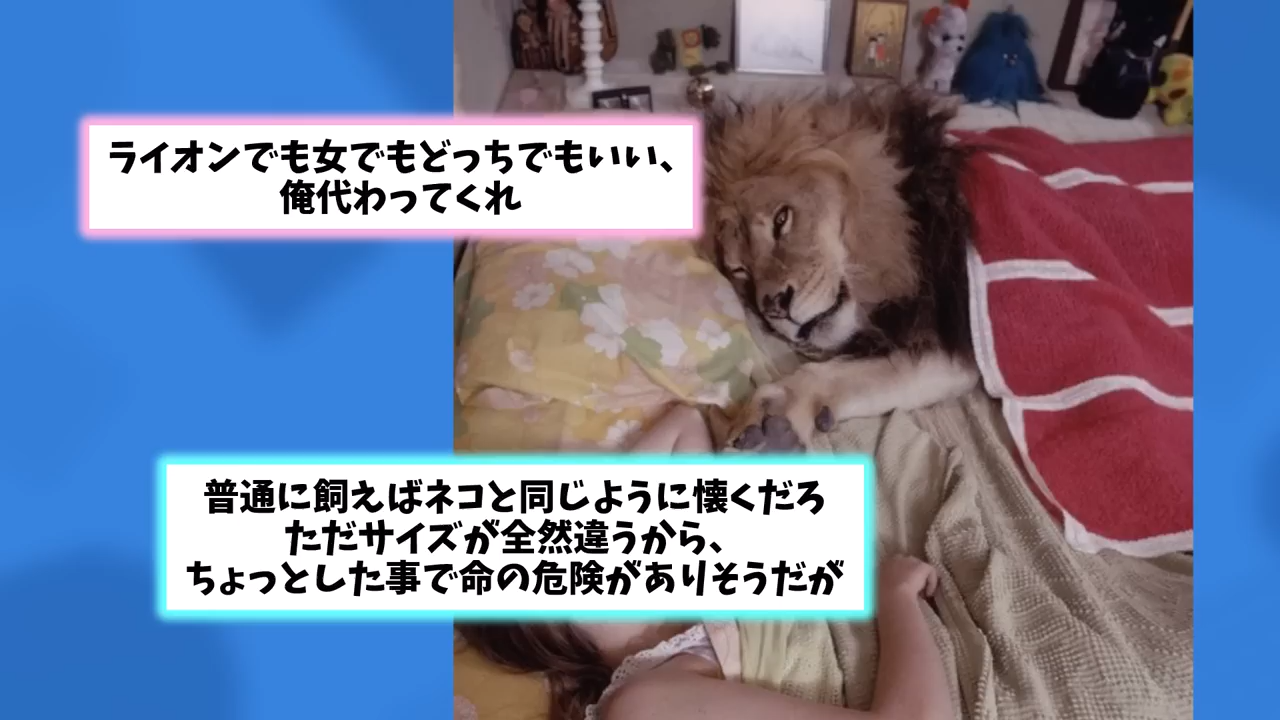 ライオンでも女でもどっちでもいい、
俺代わってくれ
普通に飼えばネコと同じように懐くだろ
ただサイズが全然違うから、
ちょっとした事で命の危険がありそうだが